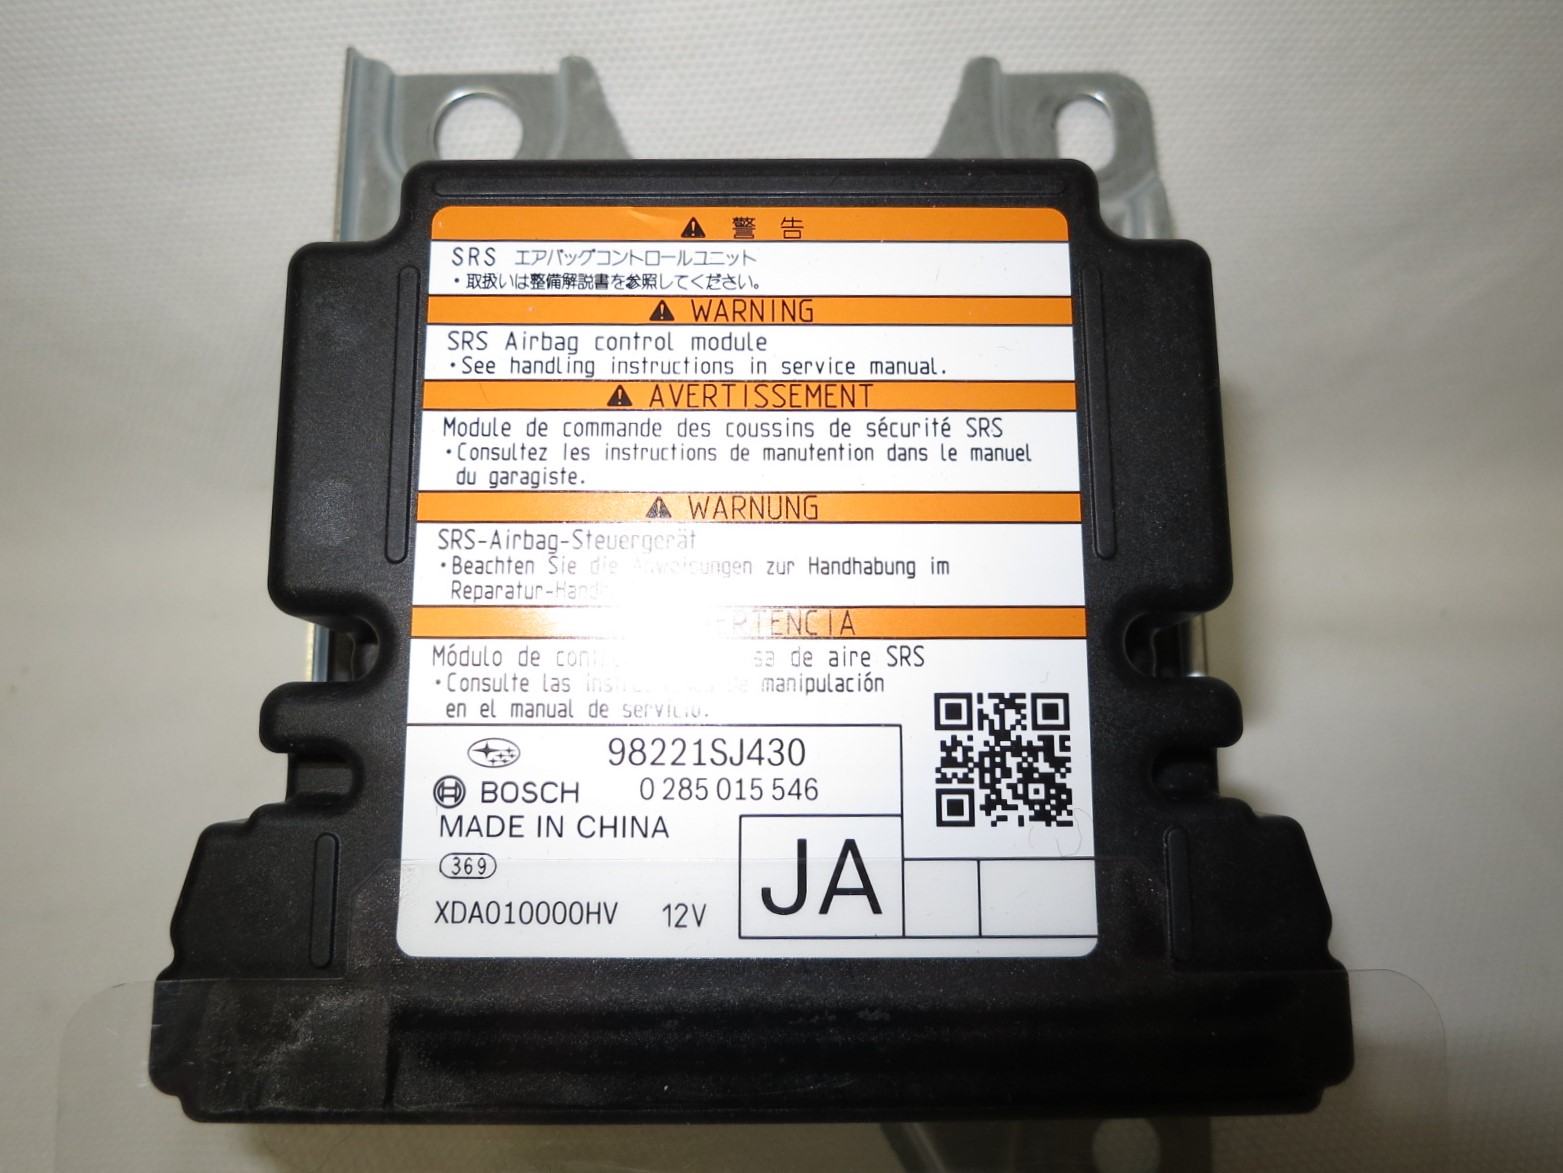 警告
SRS エアバッグコントロールユニット
・取扱いは整備解説書を参照してください。
WARNING
SRS Airbag control module
・See handling instructions in service manual.
AVERTISSEMENT
Module de commande des coussins de sécurité SRS
・Consultez les instructions de manutention dans le manuel
du garagiste.
WARNUNG
SRS-Airbag-Steuergerät
・Beachten Sie die Anweisungen zur Handhabung im
Reparatur-Hand
ERTENCIA
Módulo de sa de aire SRS
・Consulte las manipulación
en el manual de servicio.
98221SJ430
BOSCH 0 285 015 546
MADE IN CHINA
369
JA
XDA010000HV 12V